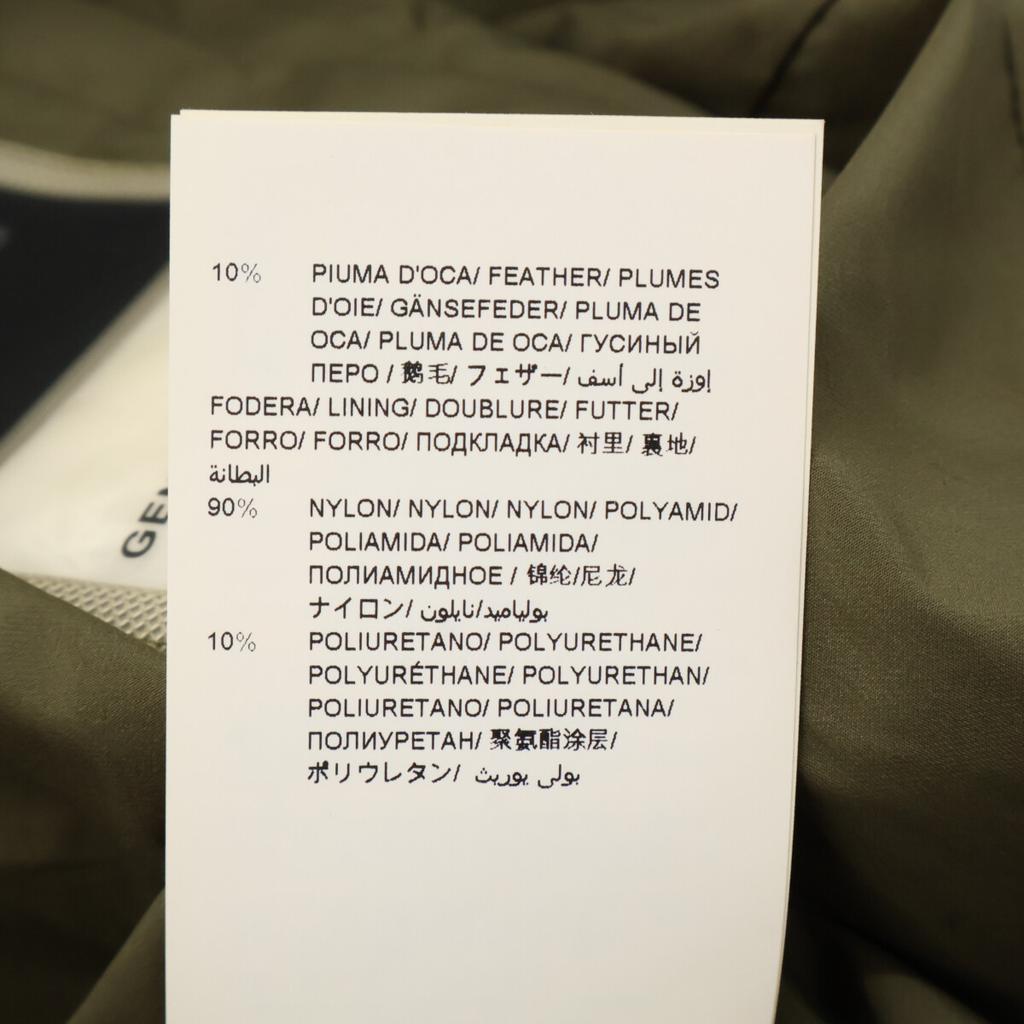 10% PIUMA D'OCA/ FEATHER/ PLUMES
D'OIE/ GÄNSEFEDER/ PLUMA DE
OCA/ PLUMA DE OCA/ ГУСИНЫЙ
ПЕРО / 鹅毛/ フェザー/ إوزة إلى أسف
FODERA/ LINING/ DOUBLURE/ FUTTER/
FORRO/ FORRO/ ПОДКЛАДКА/ 衬里/ 裏地/
البطانة
90% NYLON/ NYLON/ NYLON/ POLYAMID/
POLIAMIDA/ POLIAMIDA/
ПОЛИАМИДНОЕ / 锦纶/尼龙/
ナイロン/ بولياميد/نايلون
10% POLIURETANO/ POLYURETHANE/
POLYURÉTHANE/ POLYURETHAN/
POLIURETANO/ POLIURETANA/
ПОЛИУРЕТАН/ 聚氨酯涂层/
ポリウレタン/ بولي يوريث